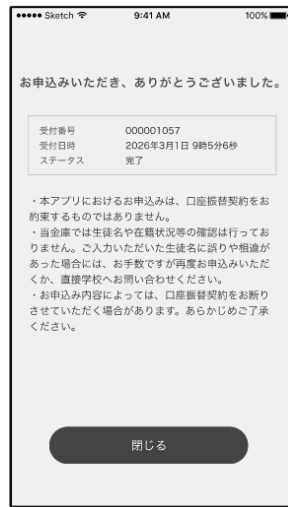 ●●●●● Sketch 9:41 AM 100%
お申込みいただき、ありがとうございました。
受付番号 000001057
受付日時 2026年3月1日 9時5分6秒
ステータス 完了
・本アプリにおけるお申込みは、口座振替契約をお
約束するものではありません。
・当金庫では生徒名や在籍状況等の確認は行ってお
りません。ご入力いただいた生徒名に誤りや相違が
あった場合には、お手数ですが再度お申込みいただ
くか、直接学校へお問い合わせください。
・お申込み内容によっては、口座振替契約をお断り
させていただく場合があります。あらかじめご了承
ください。
閉じる